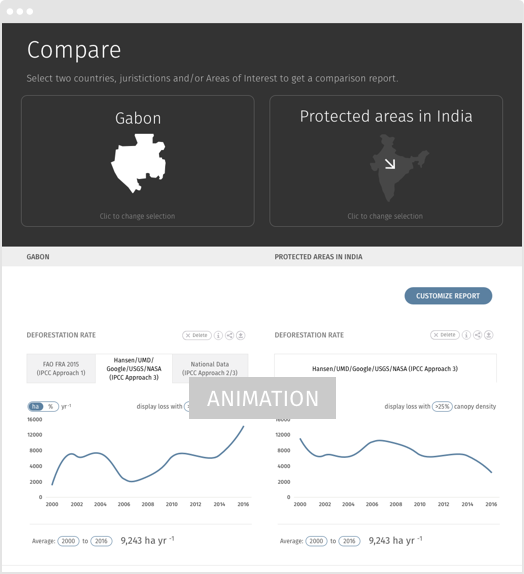 Compare
Select two countries, juristictions and/or Areas of Interest to get a comparison report.
Gabon
Clic to change selection
Protected areas in India
Clic to change selection
GABON
PROTECTED AREAS IN INDIA
CUSTOMIZE REPORT
DEFORESTATION RATE
× Delete
FAO FRA 2015
(IPCC Approach 1)
Hansen/UMD/
Google/USGS/NASA
(IPCC Approach 3)
National Data
(IPCC Approach 2/3)
ha % yr⁻¹
display loss with
16000
12000
8000
4000
2000
0
2000 2002 2004 2006 2008 2010 2012 2014 2016
Average: 2000 to 2016 9,243 ha yr ⁻¹
DEFORESTATION RATE
× Delete
Hansen/UMD/Google/USGS/NASA (IPCC Approach 3)
display loss with >25% canopy density
16000
12000
8000
4000
2000
0
2000 2002 2004 2006 2008 2010 2012 2014 2016
Average: 2000 to 2016 9,243 ha yr ⁻¹
ANIMATION